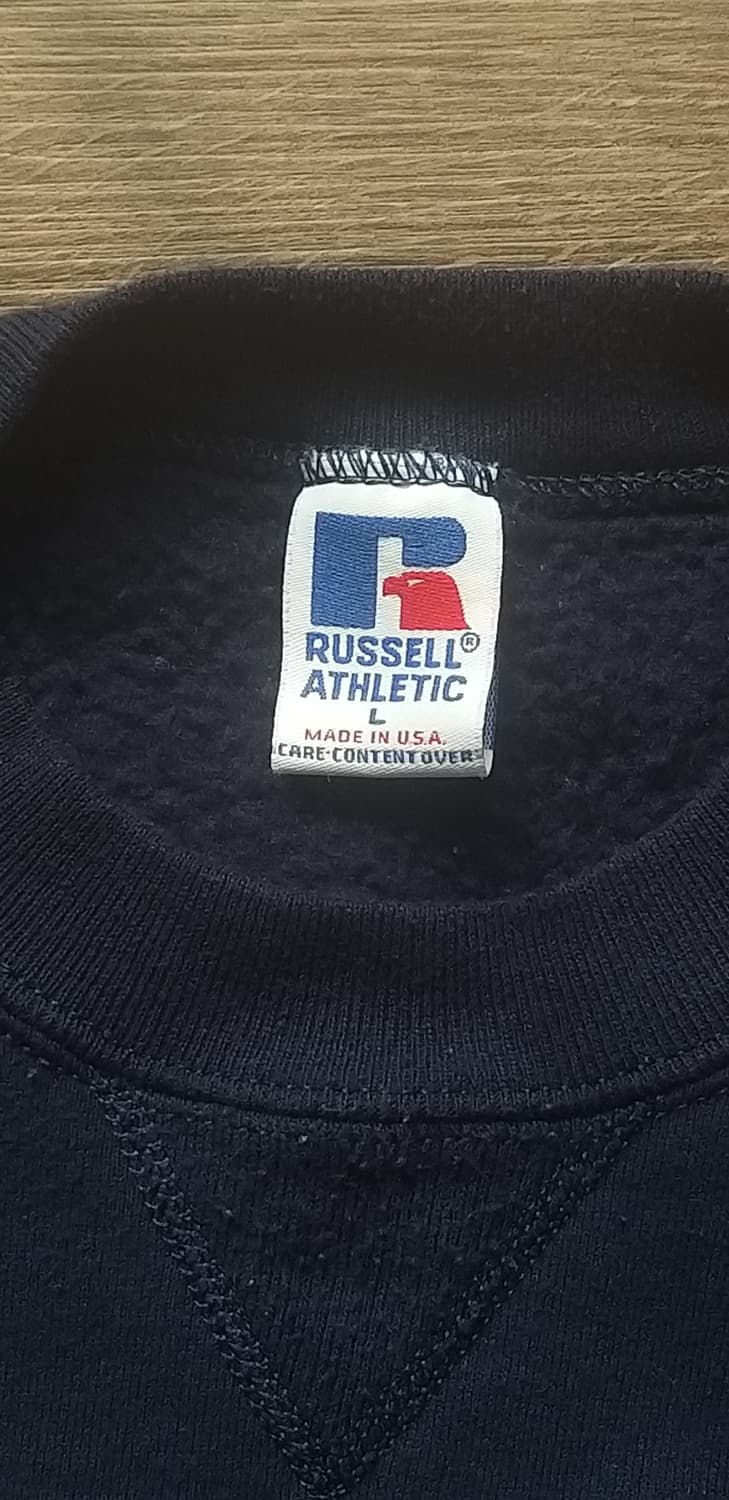 RUSSELL®
ATHLETIC
L
MADE IN U.S.A.
CARE-CONTENT OVER